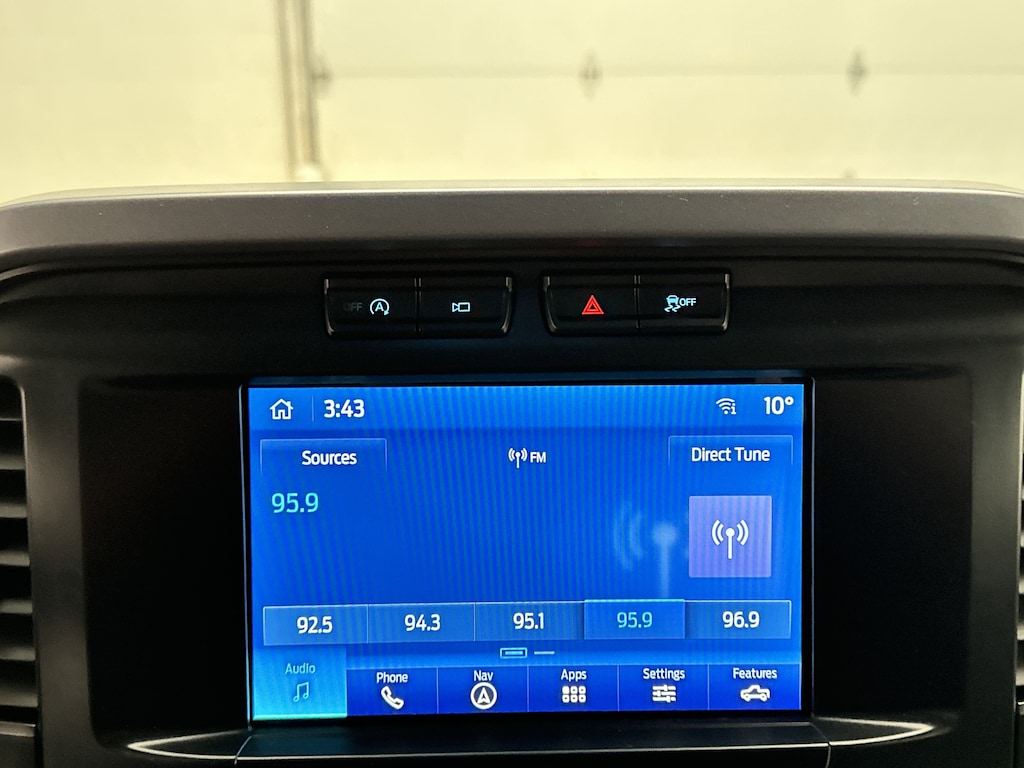 OFF A
OFF
3:43 10°
Sources FM Direct Tune
95.9
92.5 94.3 95.1 95.9 96.9
Audio Phone Nav Apps Settings Features